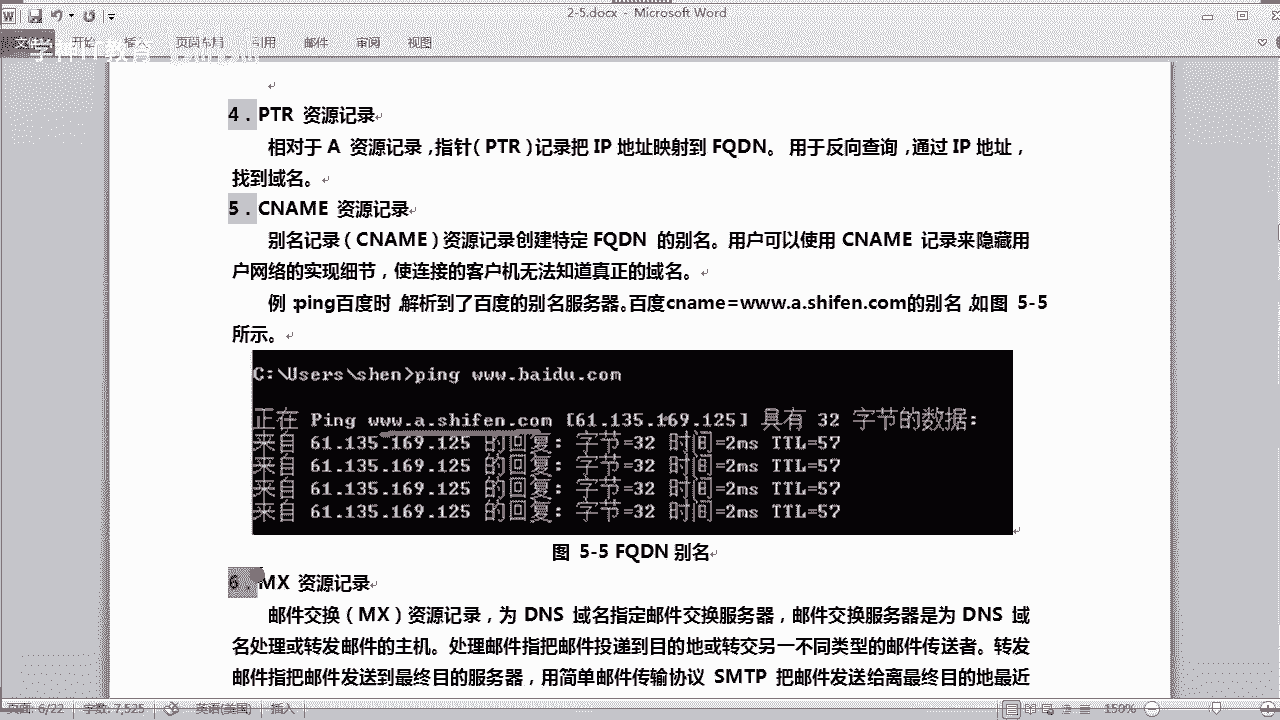 2-5.docx - Microsoft Word
文件 开始 插入 页面布局 引用 邮件 审阅 视图
学神IT教育
4．PTR 资源记录
相对于 A 资源记录，指针（PTR）记录把 IP 地址映射到 FQDN。 用于反向查询，通过 IP 地址，
找到域名。
5．CNAME 资源记录
别名记录（CNAME）资源记录创建特定 FQDN 的别名。用户可以使用 CNAME 记录来隐藏用
户网络的实现细节，使连接的客户机无法知道真正的域名。
例：ping百度时，解析到了百度的别名服务器。百度cname=www.a.shifen.com的别名，如图 5-5
所示。
C:\Users\shen>ping www.baidu.com
正在 Ping www.a.shifen.com [61.135.169.125] 具有 32 字节的数据:
来自 61.135.169.125 的回复: 字节=32 时间=2ms TTL=57
来自 61.135.169.125 的回复: 字节=32 时间=2ms TTL=57
来自 61.135.169.125 的回复: 字节=32 时间=2ms TTL=57
来自 61.135.169.125 的回复: 字节=32 时间=2ms TTL=57
图 5-5 FQDN 别名
6．MX 资源记录
邮件交换（MX）资源记录，为 DNS 域名指定邮件交换服务器，邮件交换服务器是为 DNS 域
名处理或转发邮件的主机。处理邮件指把邮件投递到目的地或转交另一不同类型的邮件传送者。转发
邮件指把邮件发送到最终目的服务器，用简单邮件传输协议 SMTP 把邮件发送给离最终目的地最近
页面: 6/22 字数: 7,525 英语(美国) 插入 150%